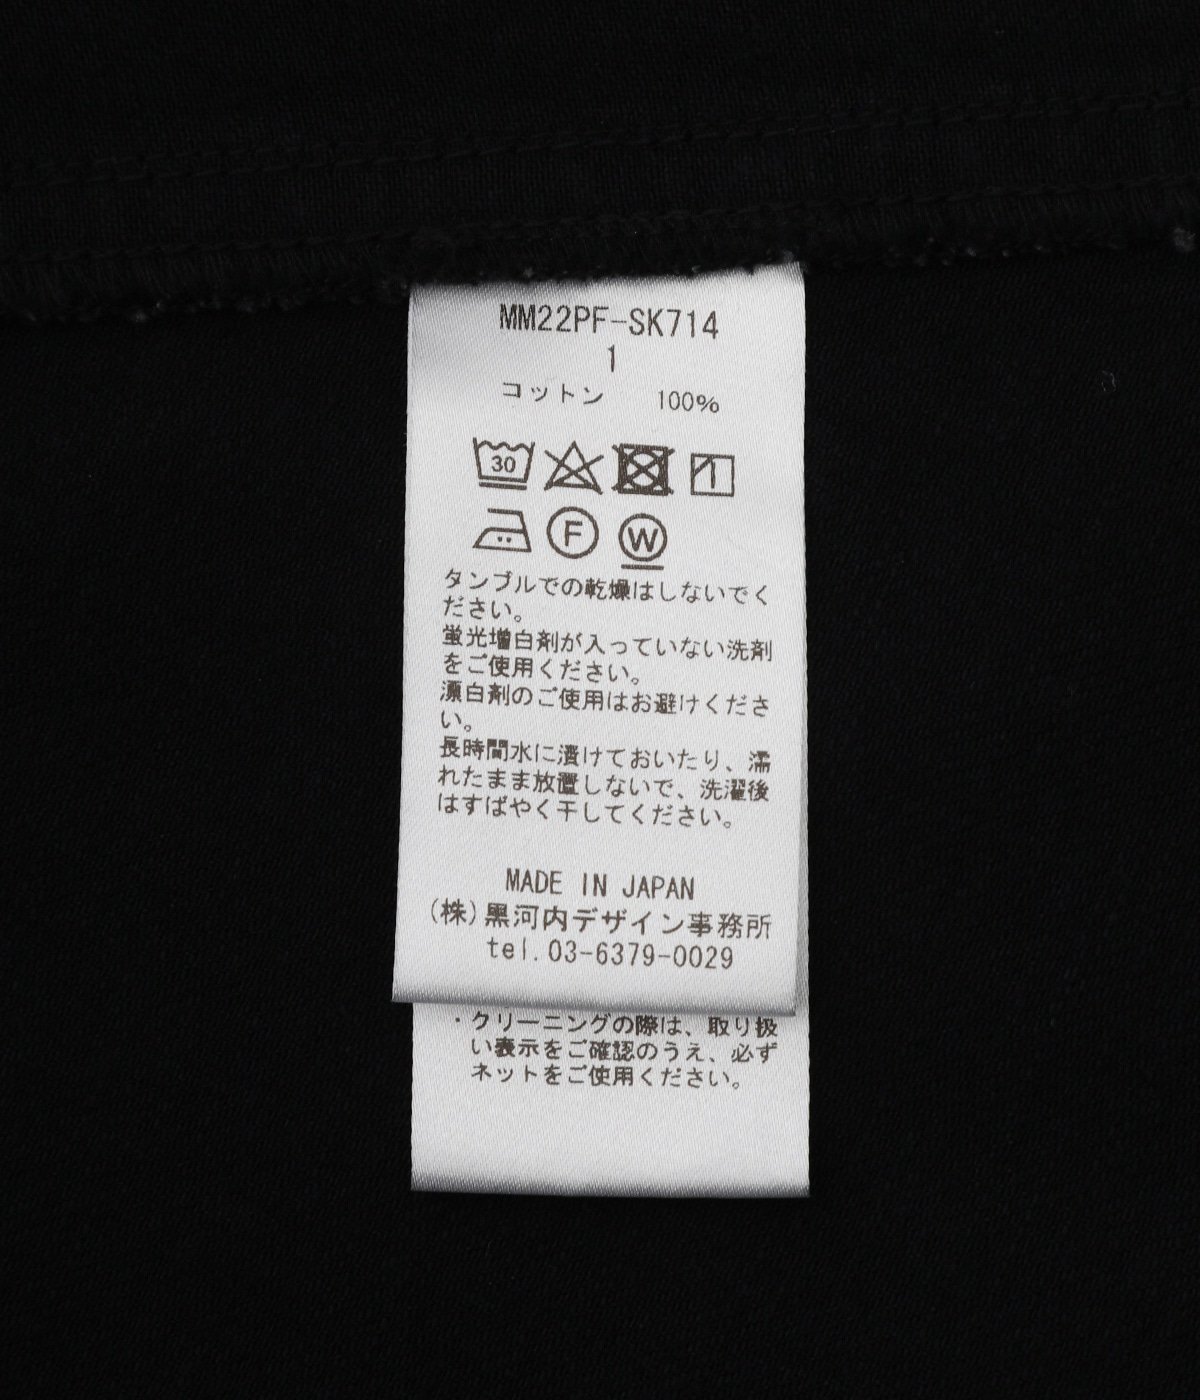 MM22PF-SK714
1
コットン 100%
30
F
W
タンブルでの乾燥はしないでく
ださい。
蛍光増白剤が入っていない洗剤
をご使用ください。
漂白剤のご使用はお避けくださ
い。
長時間水に漬けておいたり、濡
れたまま放置しないで、洗濯後
はすばやく干してください。
MADE IN JAPAN
(株)黒河内デザイン事務所
tel.03-6379-0029
・クリーニングの際は、取り扱
い表示をご確認のうえ、必ず
ネットをご使用ください。